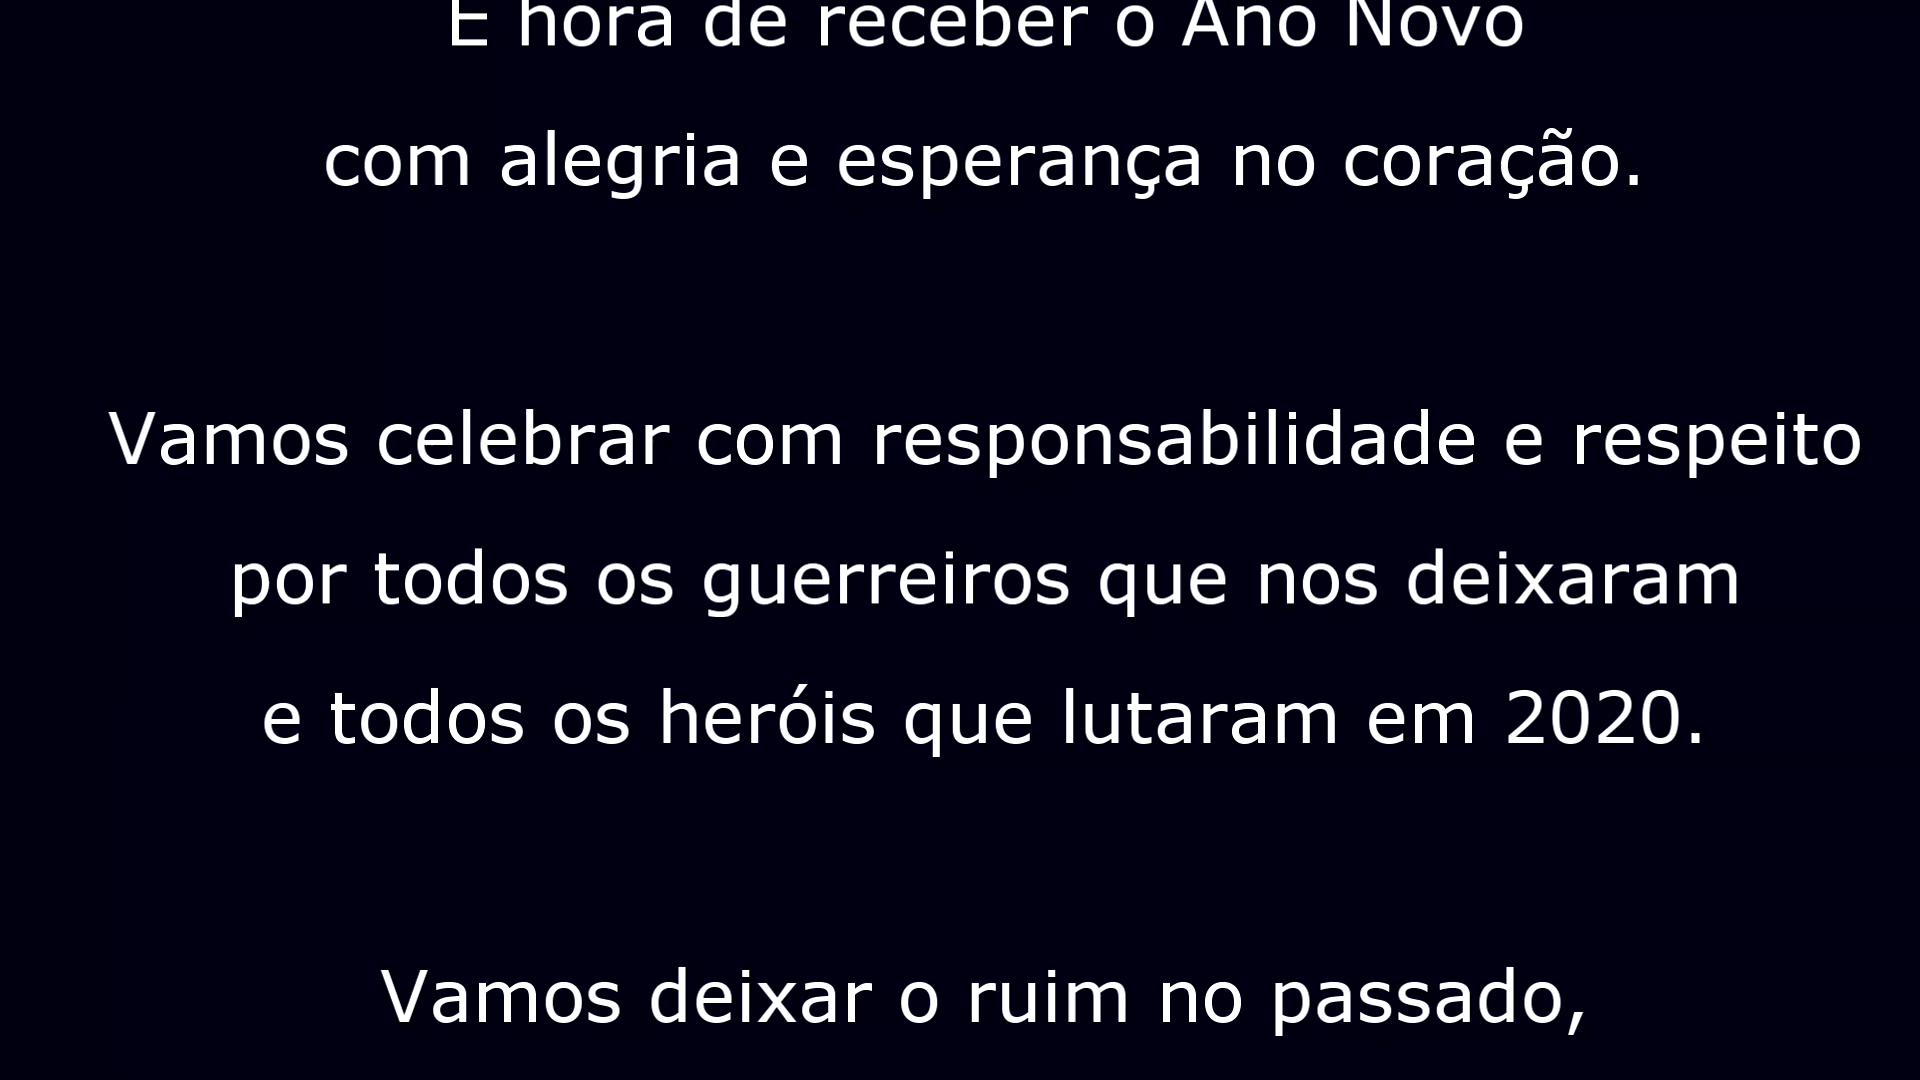 É hora de receber o Ano Novo
com alegria e esperança no coração.
Vamos celebrar com responsabilidade e respeito
por todos os guerreiros que nos deixaram
e todos os heróis que lutaram em 2020.
Vamos deixar o ruim no passado,